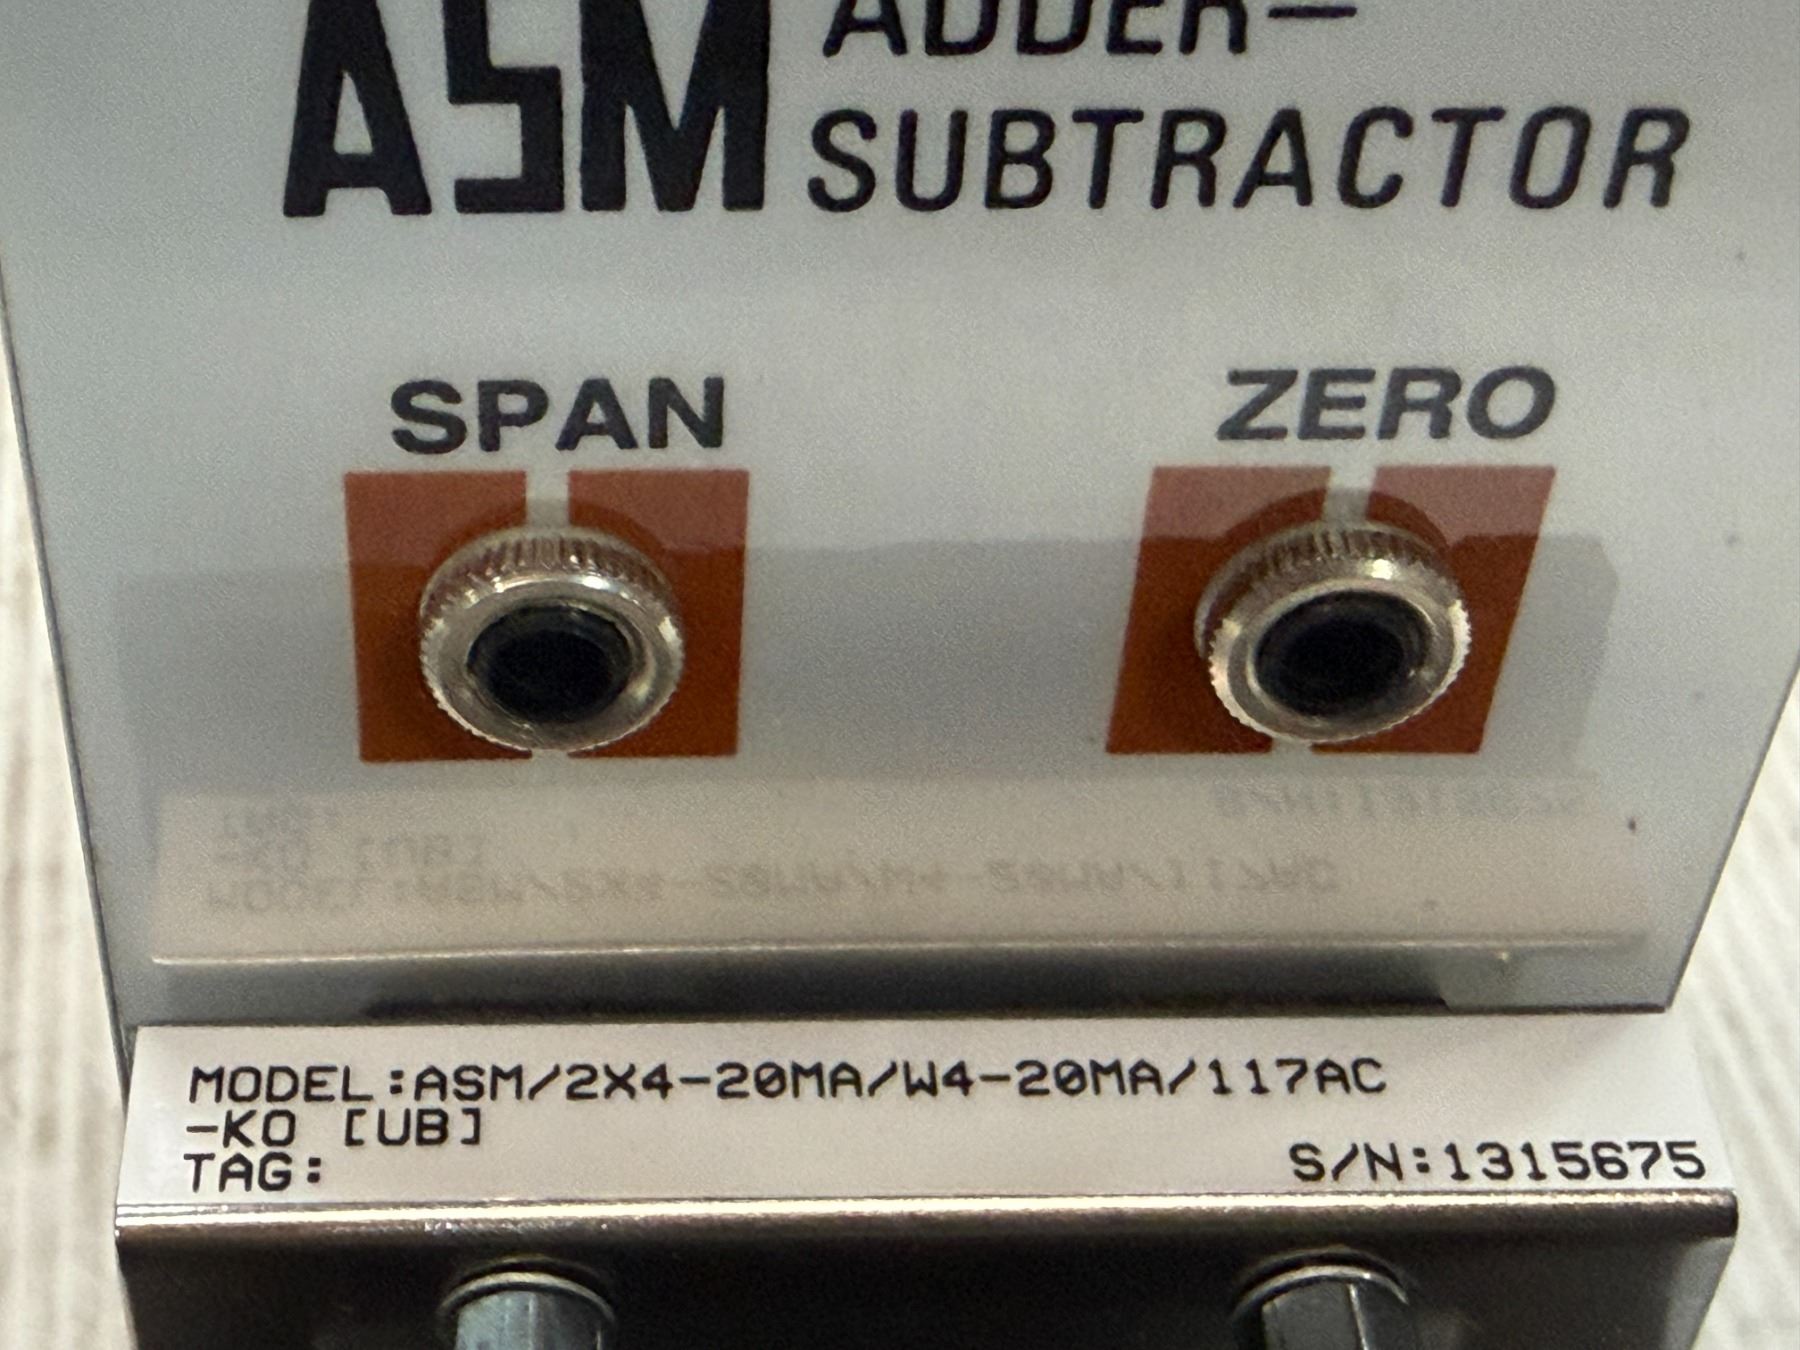 ASM ADDER-
SUBTRACTOR
SPAN ZERO
MODEL:ASM/2X4-20MA/W4-20MA/117AC
-KO [UB]
TAG:
S/N:1315675